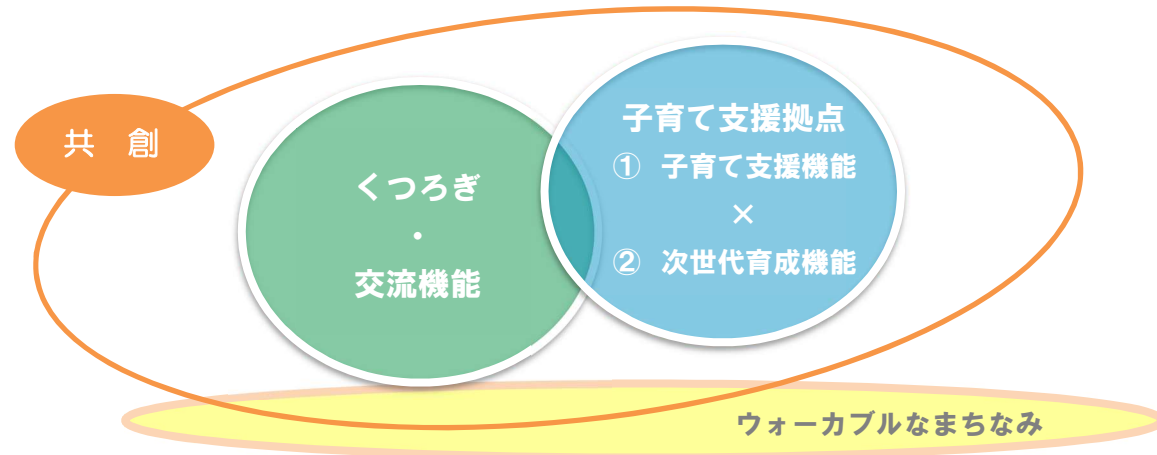 共　創
くつろぎ
・
交流機能
子育て支援拠点
①　子育て支援機能
×
②　次世代育成機能
ウォーカブルなまちなみ